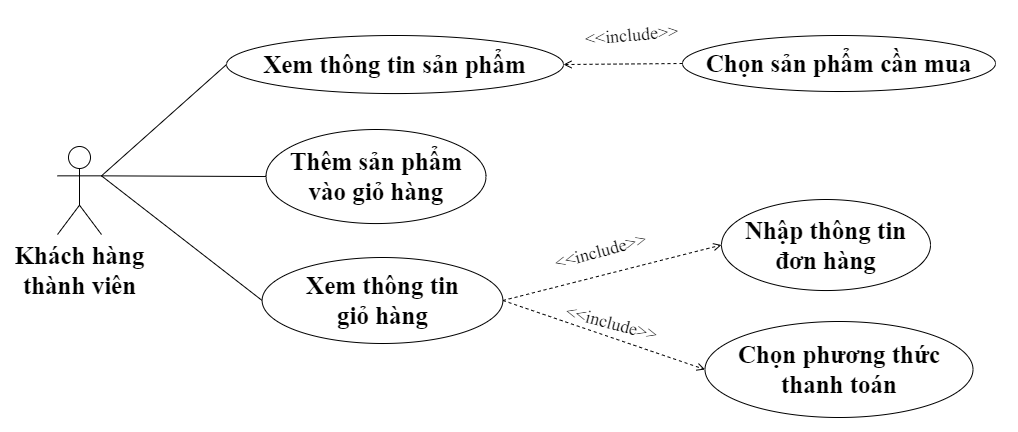 <<include>>
Xem thông tin sản phẩm
Chọn sản phẩm cần mua
Thêm sản phẩm
vào giỏ hàng
Khách hàng
thành viên
<<include>>
Nhập thông tin
đơn hàng
Xem thông tin
giỏ hàng
<<include>>
Chọn phương thức
thanh toán